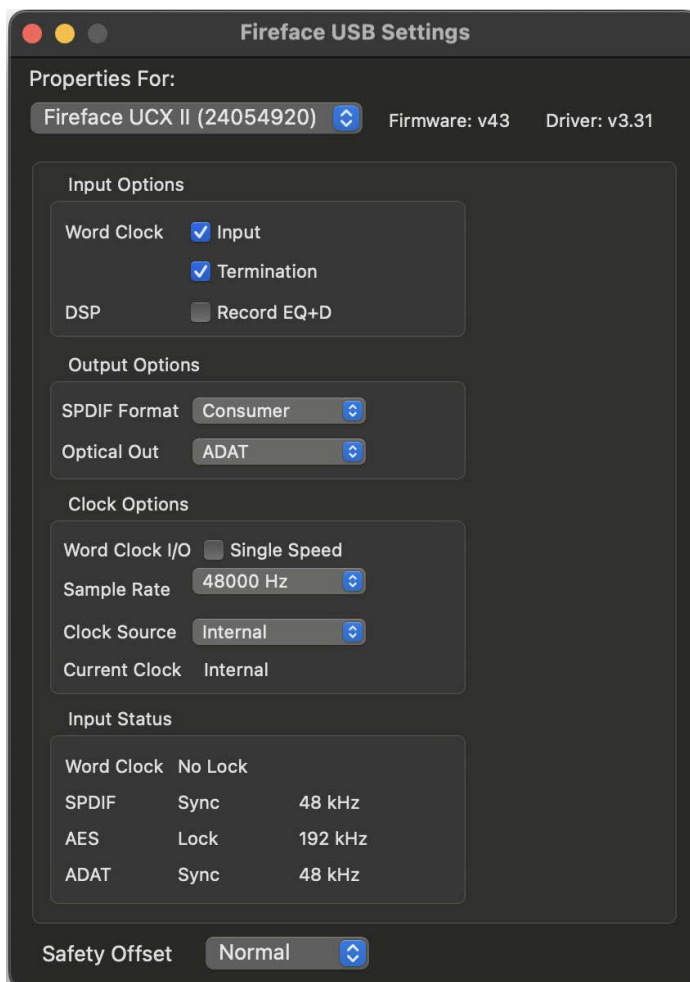 Fireface USB Settings
Properties For:
Fireface UCX II (24054920) Firmware: v43 Driver: v3.31
Input Options
Word Clock Input
Termination
DSP Record EQ+D
Output Options
SPDIF Format Consumer
Optical Out ADAT
Clock Options
Word Clock I/O Single Speed
Sample Rate 48000 Hz
Clock Source Internal
Current Clock Internal
Input Status
Word Clock No Lock
SPDIF Sync 48 kHz
AES Lock 192 kHz
ADAT Sync 48 kHz
Safety Offset Normal